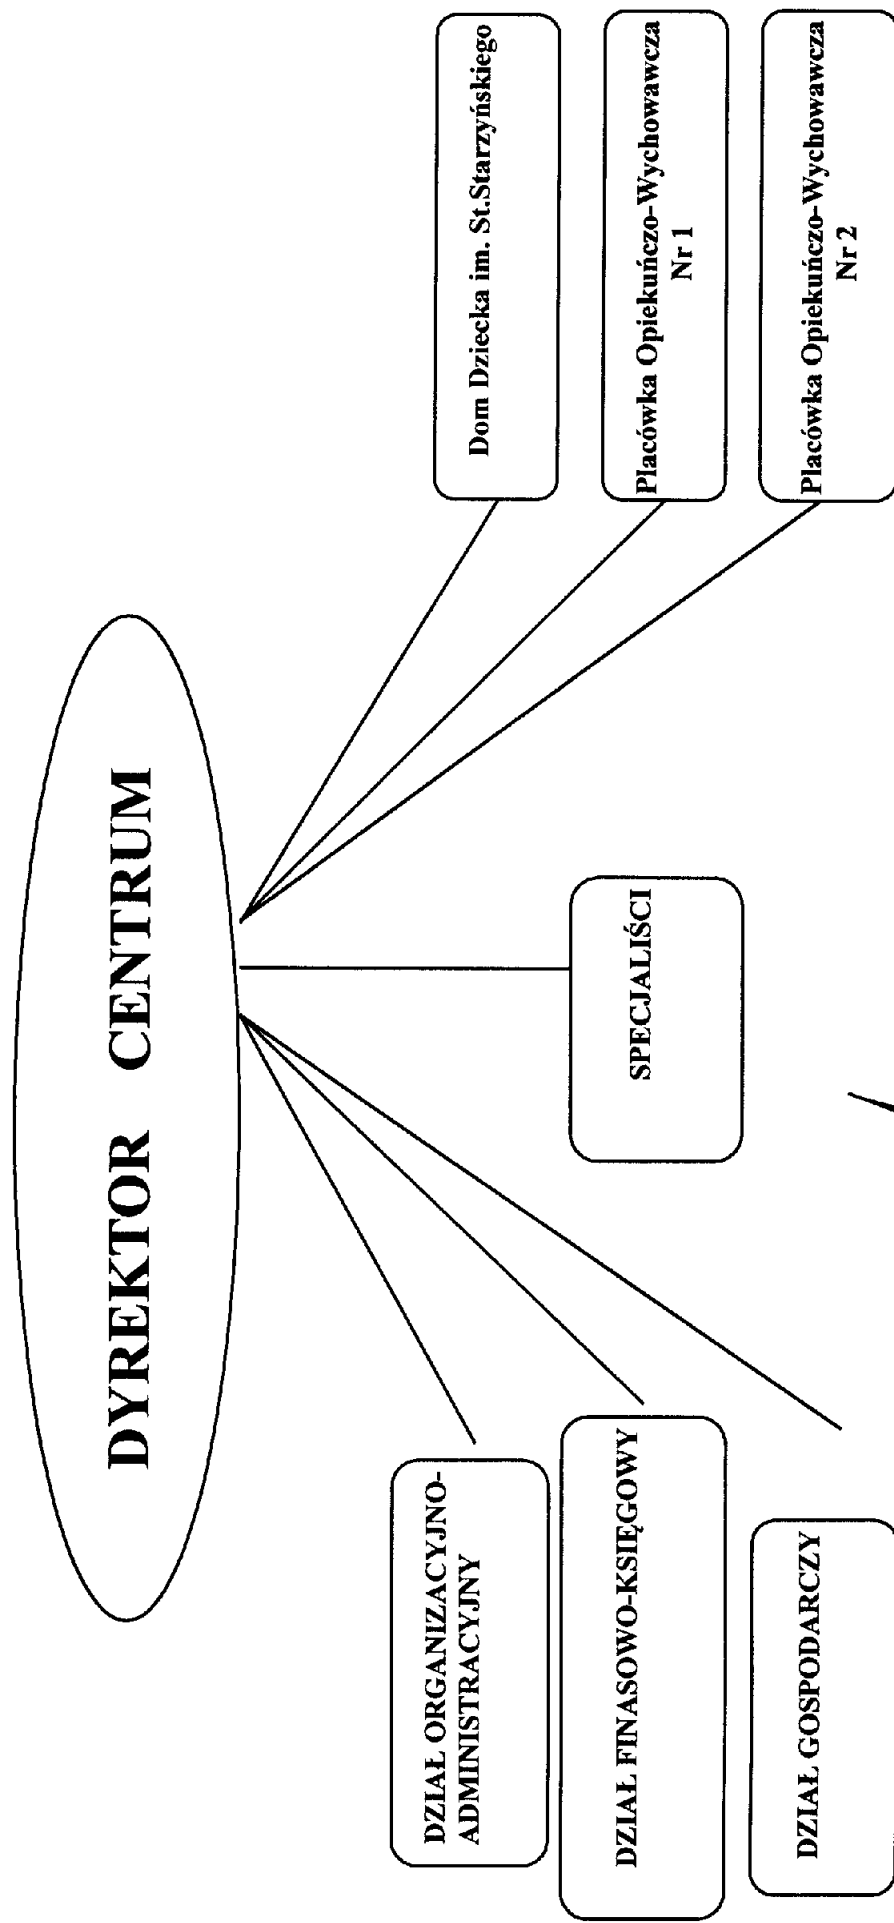 DYREKTOR CENTRUM
DZIAŁ ORGANIZACYJNO-
ADMINISTRACYJNY
DZIAŁ FINASOWO-KSIĘGOWY
DZIAŁ GOSPODARCZY
SPECJALIŚCI
Dom Dziecka im. St.Starzyńskiego
Placówka Opiekuńczo-Wychowawcza
Nr 1
Placówka Opiekuńczo-Wychowawcza
Nr 2